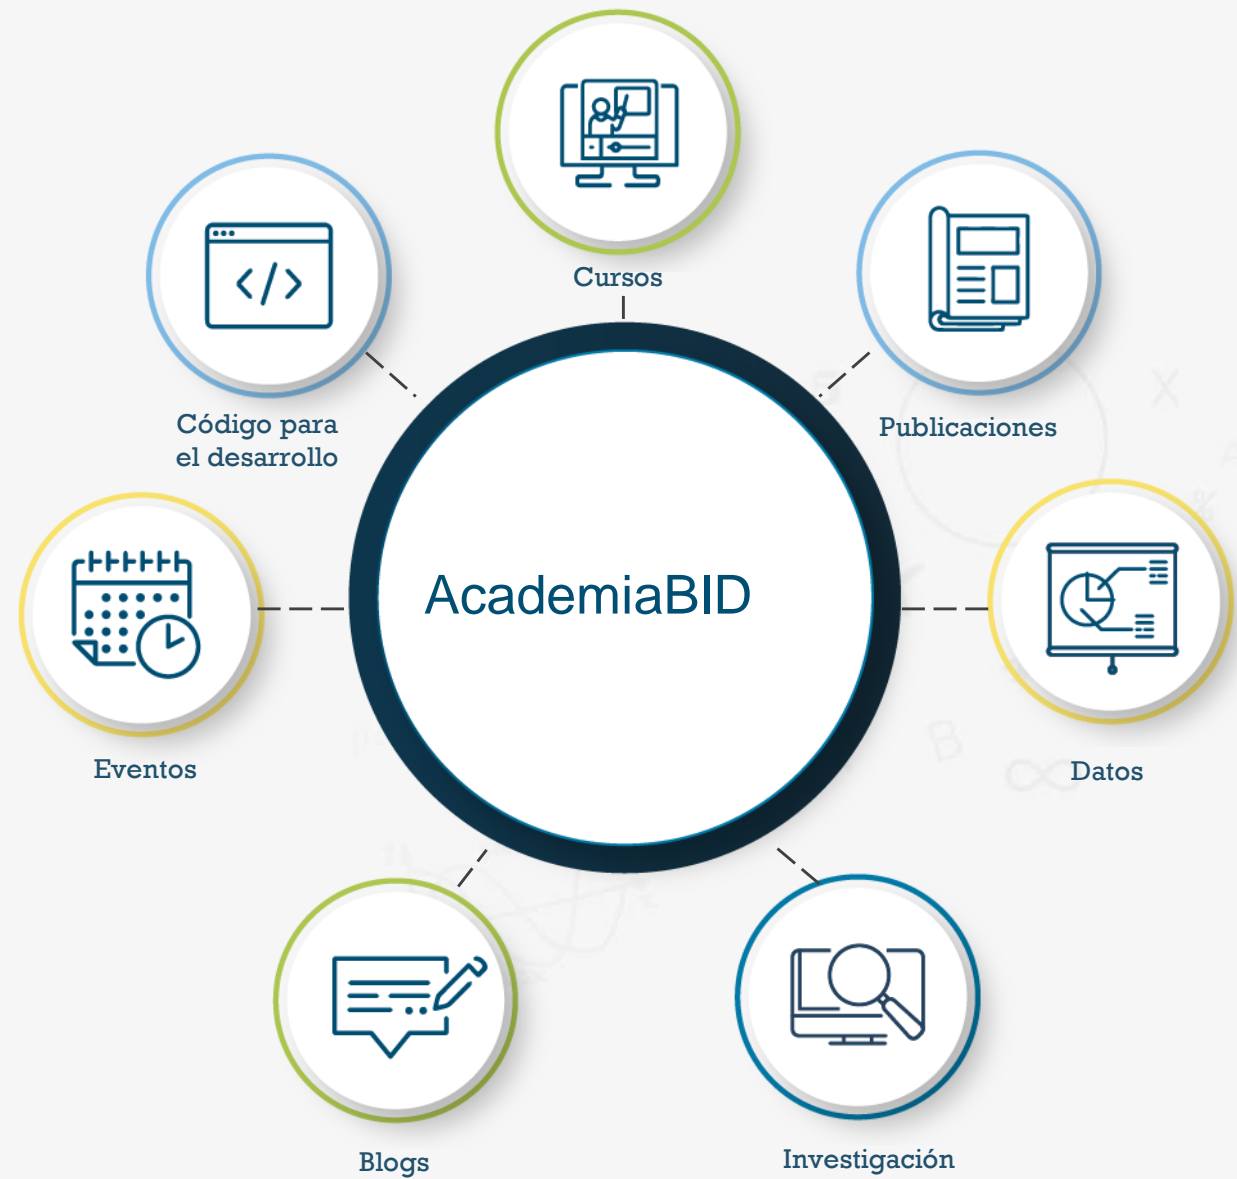 Cursos
Código para
el desarrollo
Publicaciones
AcademiaBID
Eventos
Datos
Blogs
Investigación